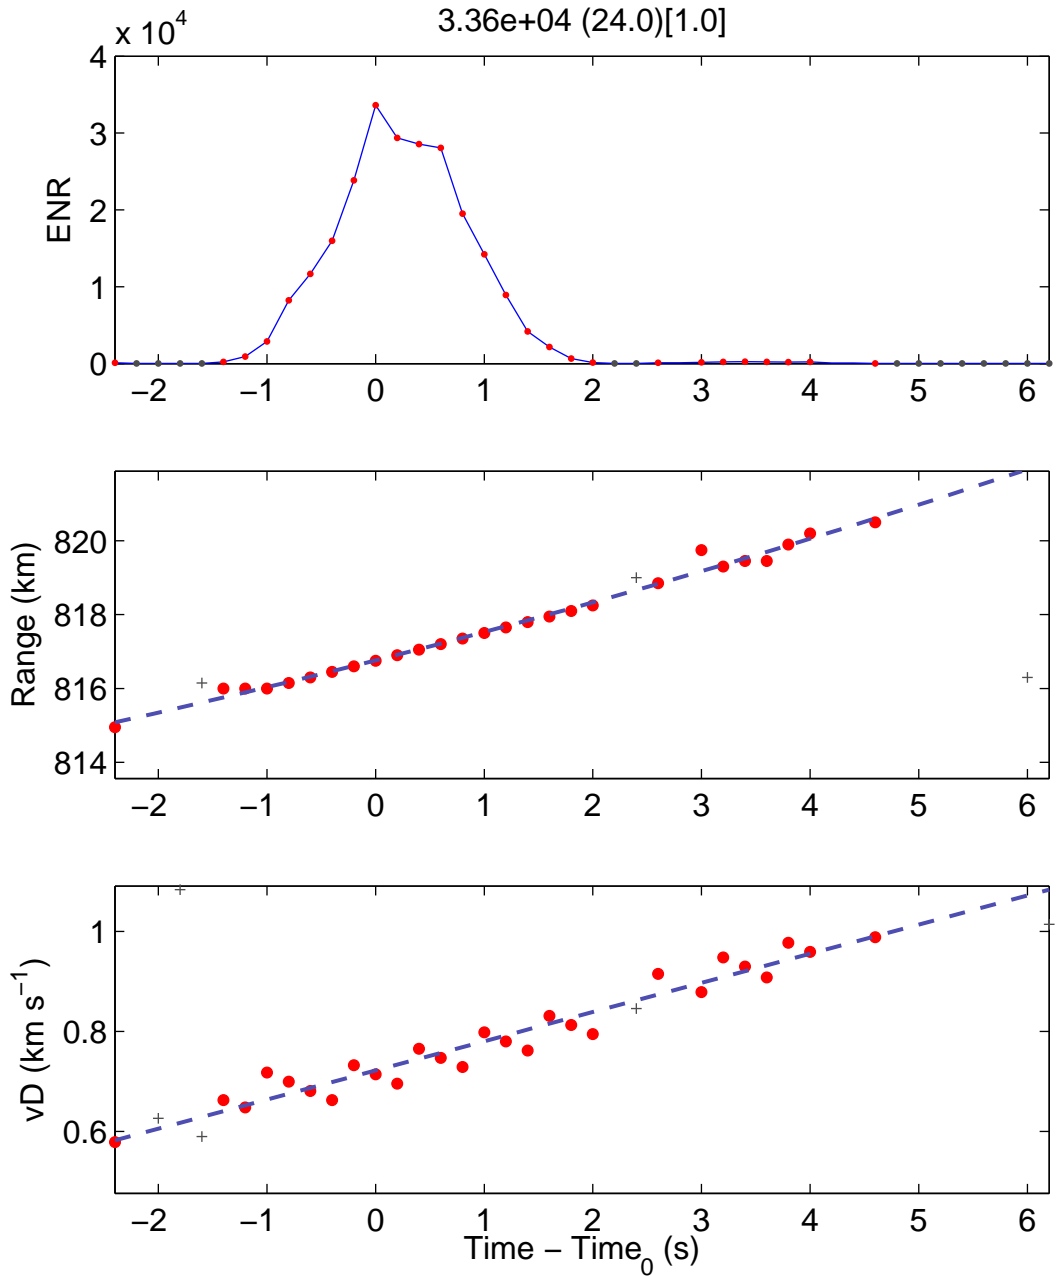 3.36e+04 (24.0)[1.0]
x 10^4
4
3
2
1
0
ENR
−2 −1 0 1 2 3 4 5 6
820
818
816
814
Range (km)
−2 −1 0 1 2 3 4 5 6
1
0.8
0.6
vD (km s^−1)
−2 −1 0 1 2 3 4 5 6
Time − Time_0 (s)